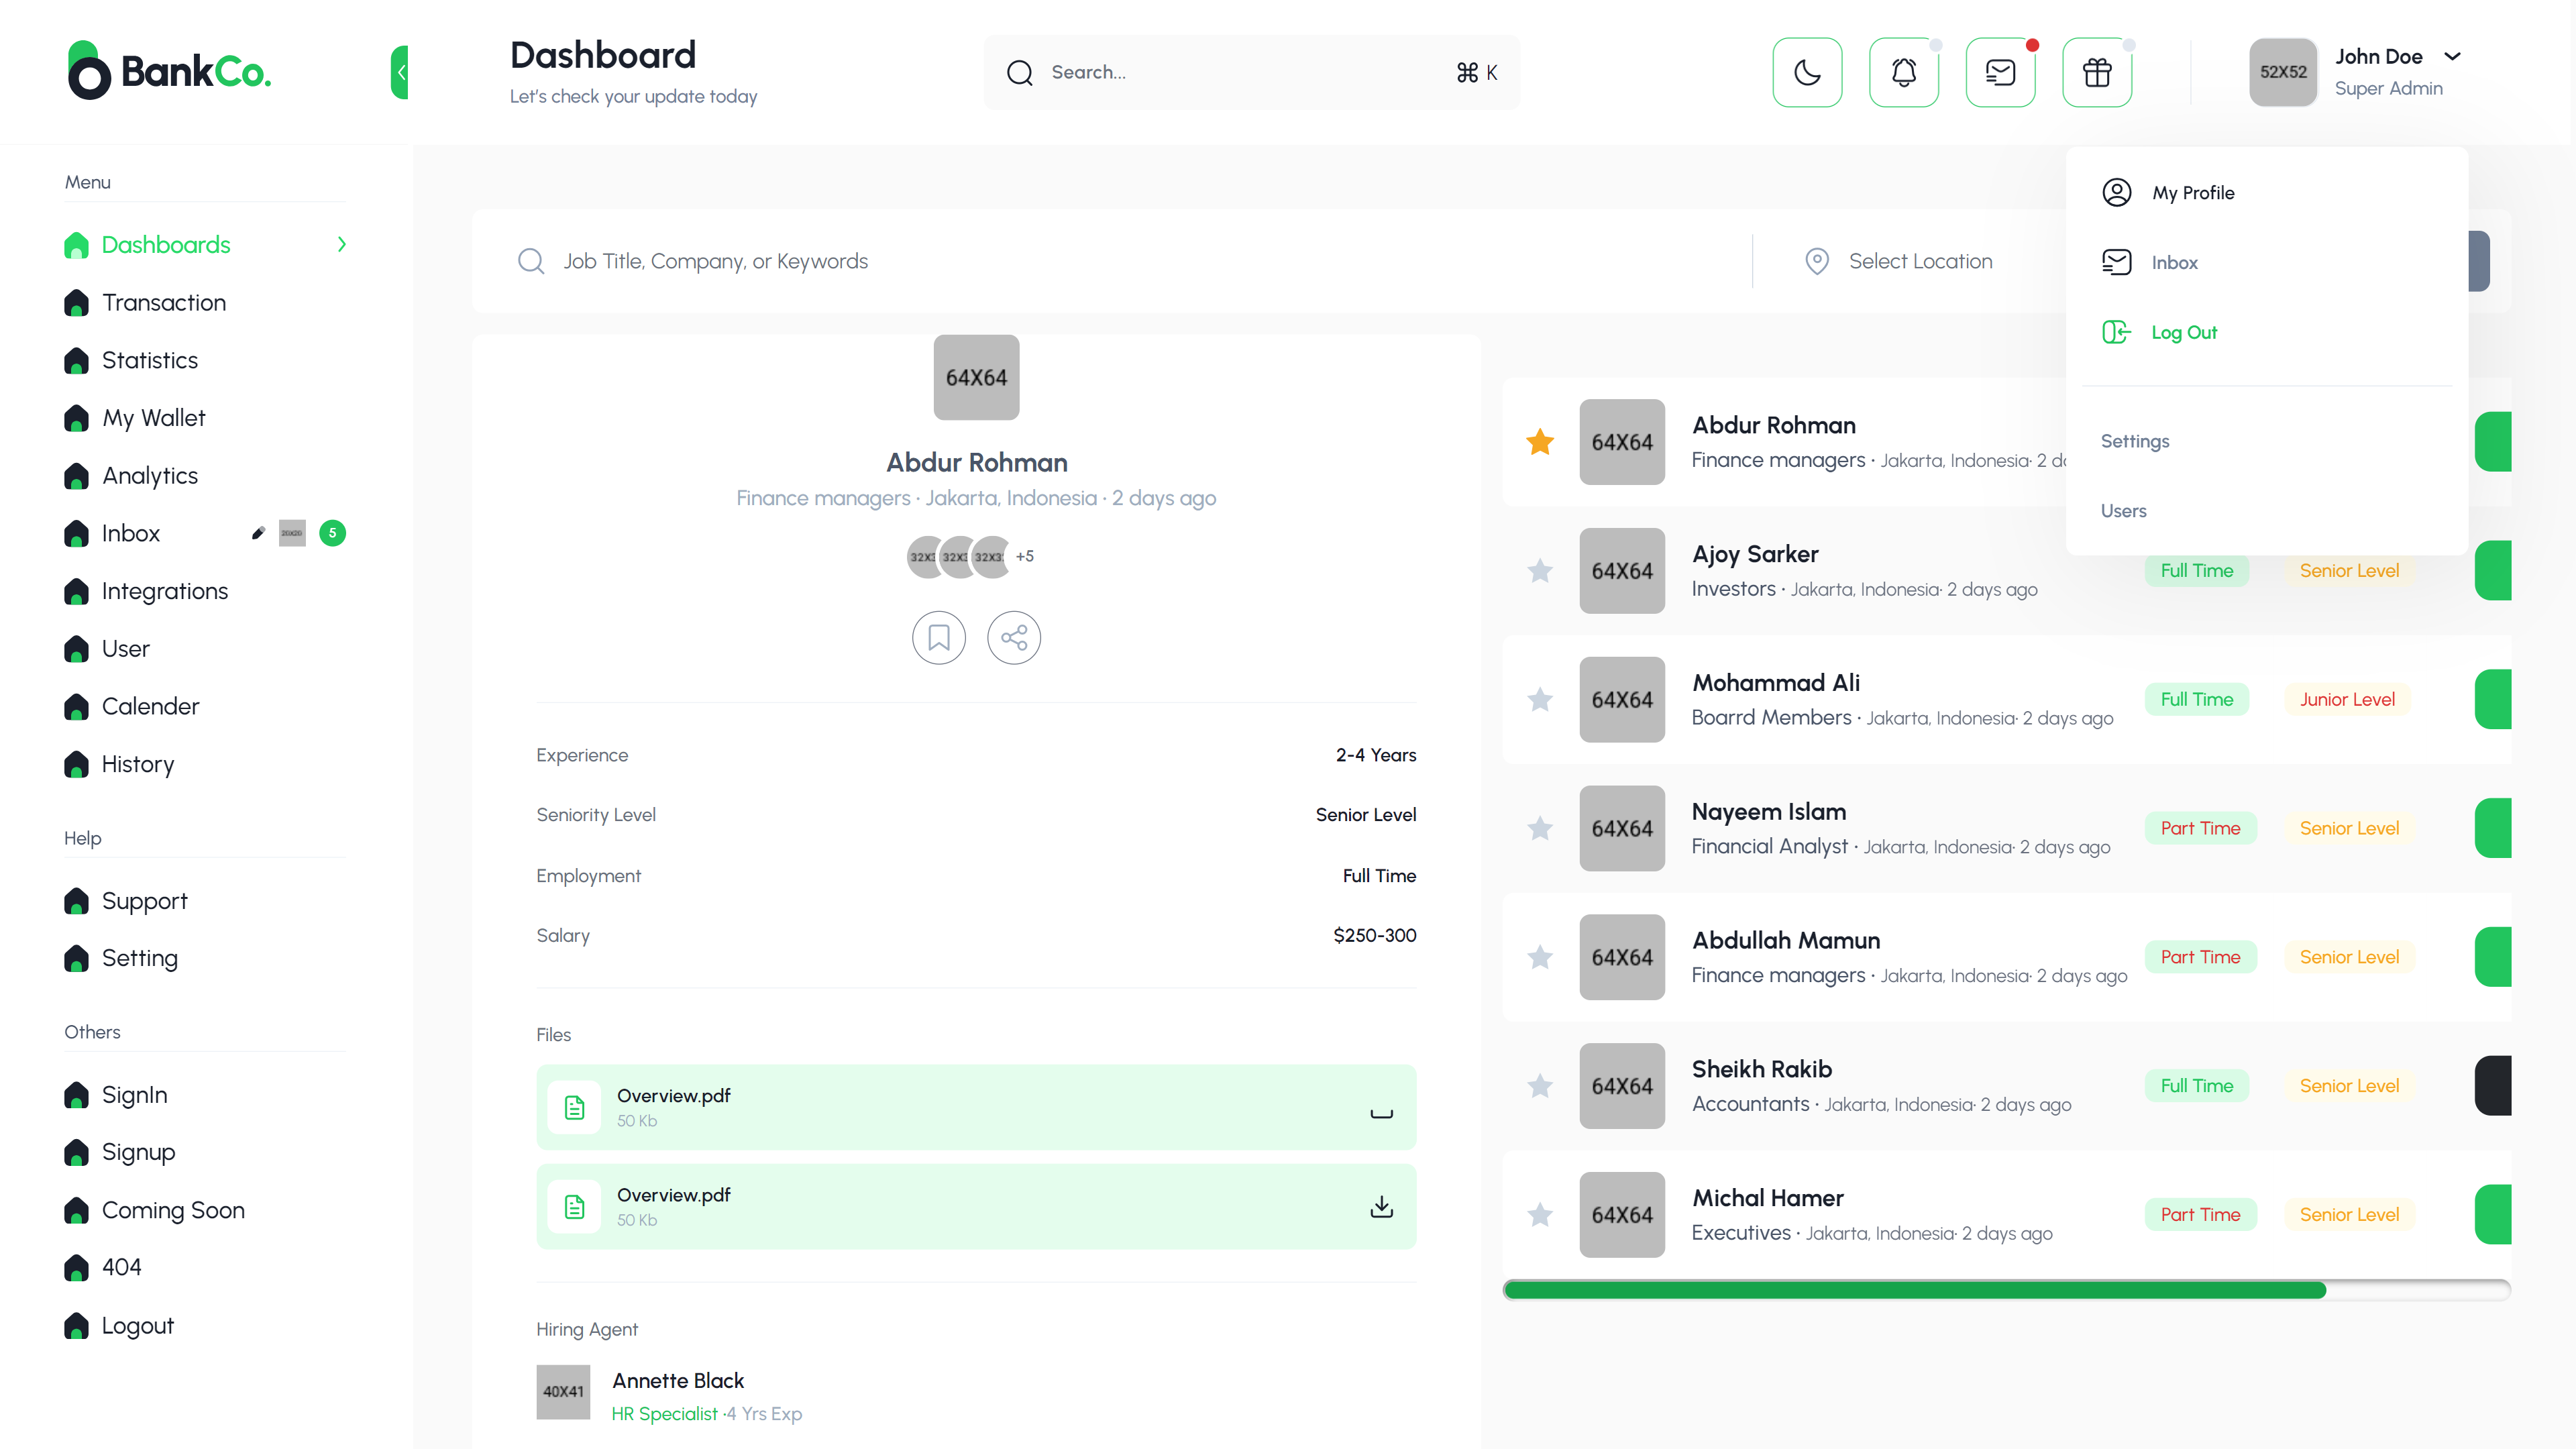 BankCo.
Dashboard
Let's check your update today
Search...
⌘ K
52X52
John Doe
Super Admin
Menu
Dashboards
Transaction
Statistics
My Wallet
Analytics
Inbox
5
Integrations
User
Calender
History
Help
Support
Setting
Others
SignIn
Signup
Coming Soon
404
Logout
Job Title, Company, or Keywords
Select Location
My Profile
Inbox
Log Out
Settings
Users
64X64
Abdur Rohman
Finance managers · Jakarta, Indonesia · 2 days ago
+5
Experience
2-4 Years
Seniority Level
Senior Level
Employment
Full Time
Salary
$250-300
Files
Overview.pdf
50 Kb
Overview.pdf
50 Kb
Hiring Agent
40X41
Annette Black
HR Specialist ·4 Yrs Exp
64X64
Abdur Rohman
Finance managers · Jakarta, Indonesia· 2
64X64
Ajoy Sarker
Investors · Jakarta, Indonesia· 2 days ago
Full Time
Senior Level
64X64
Mohammad Ali
Boarrd Members · Jakarta, Indonesia· 2 days ago
Full Time
Junior Level
64X64
Nayeem Islam
Financial Analyst · Jakarta, Indonesia· 2 days ago
Part Time
Senior Level
64X64
Abdullah Mamun
Finance managers · Jakarta, Indonesia· 2 days ago
Part Time
Senior Level
64X64
Sheikh Rakib
Accountants · Jakarta, Indonesia· 2 days ago
Full Time
Senior Level
64X64
Michal Hamer
Executives · Jakarta, Indonesia· 2 days ago
Part Time
Senior Level